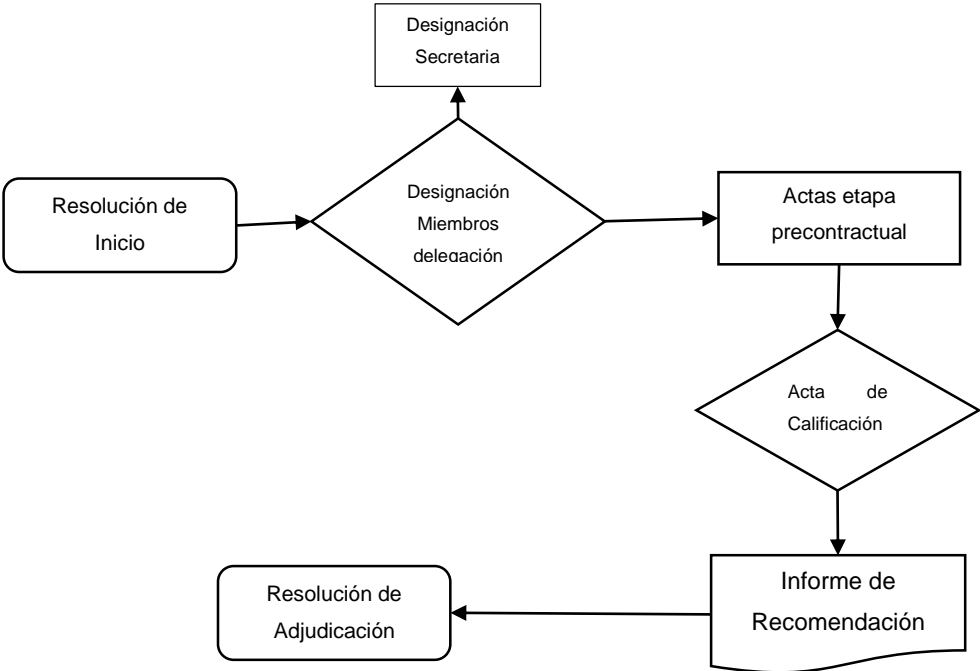 Designación
Secretaria
Resolución de
Inicio
Designación
Miembros
delegación
Actas etapa
precontractual
Acta de
Calificación
Informe de
Recomendación
Resolución de
Adjudicación